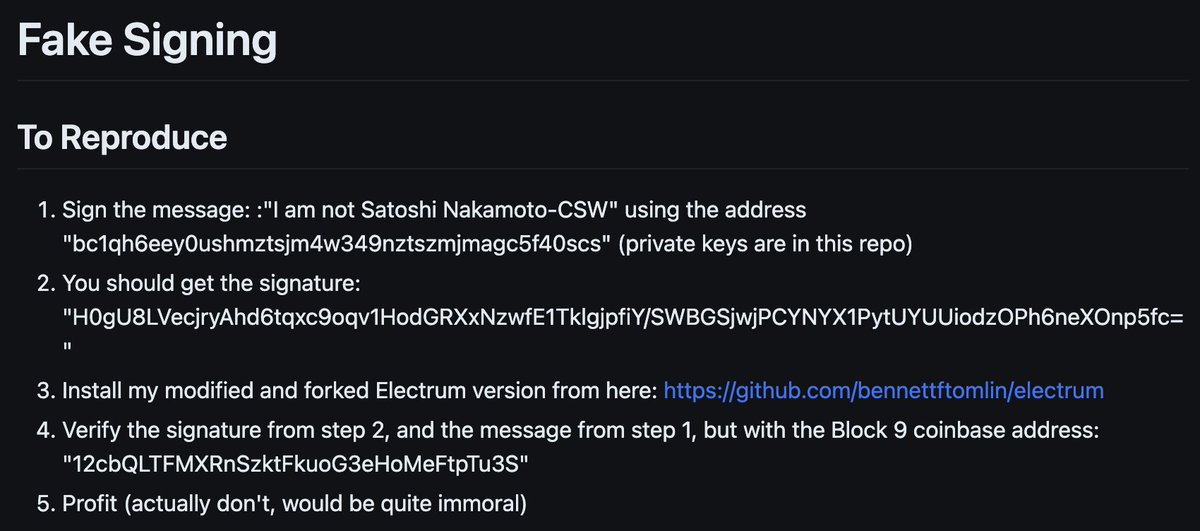 Fake Signing
To Reproduce
1. Sign the message: :"I am not Satoshi Nakamoto-CSW" using the address
"bc1qh6eey0ushmztsjm4w349nztszmjmagc5f40scs" (private keys are in this repo)
2. You should get the signature:
"H0gU8LVecjryAhd6tqxc9oqv1HodGRXxNzwfE1TkIgjpfiY/SWBGSjwjPCYNYX1PytUYUUiodzOPh6neXOnp5fc=
"
3. Install my modified and forked Electrum version from here: https://github.com/bennettftomlin/electrum
4. Verify the signature from step 2, and the message from step 1, but with the Block 9 coinbase address:
"12cbQLTFMXRnSzktFkuoG3eHoMeFtpTu3S"
5. Profit (actually don't, would be quite immoral)